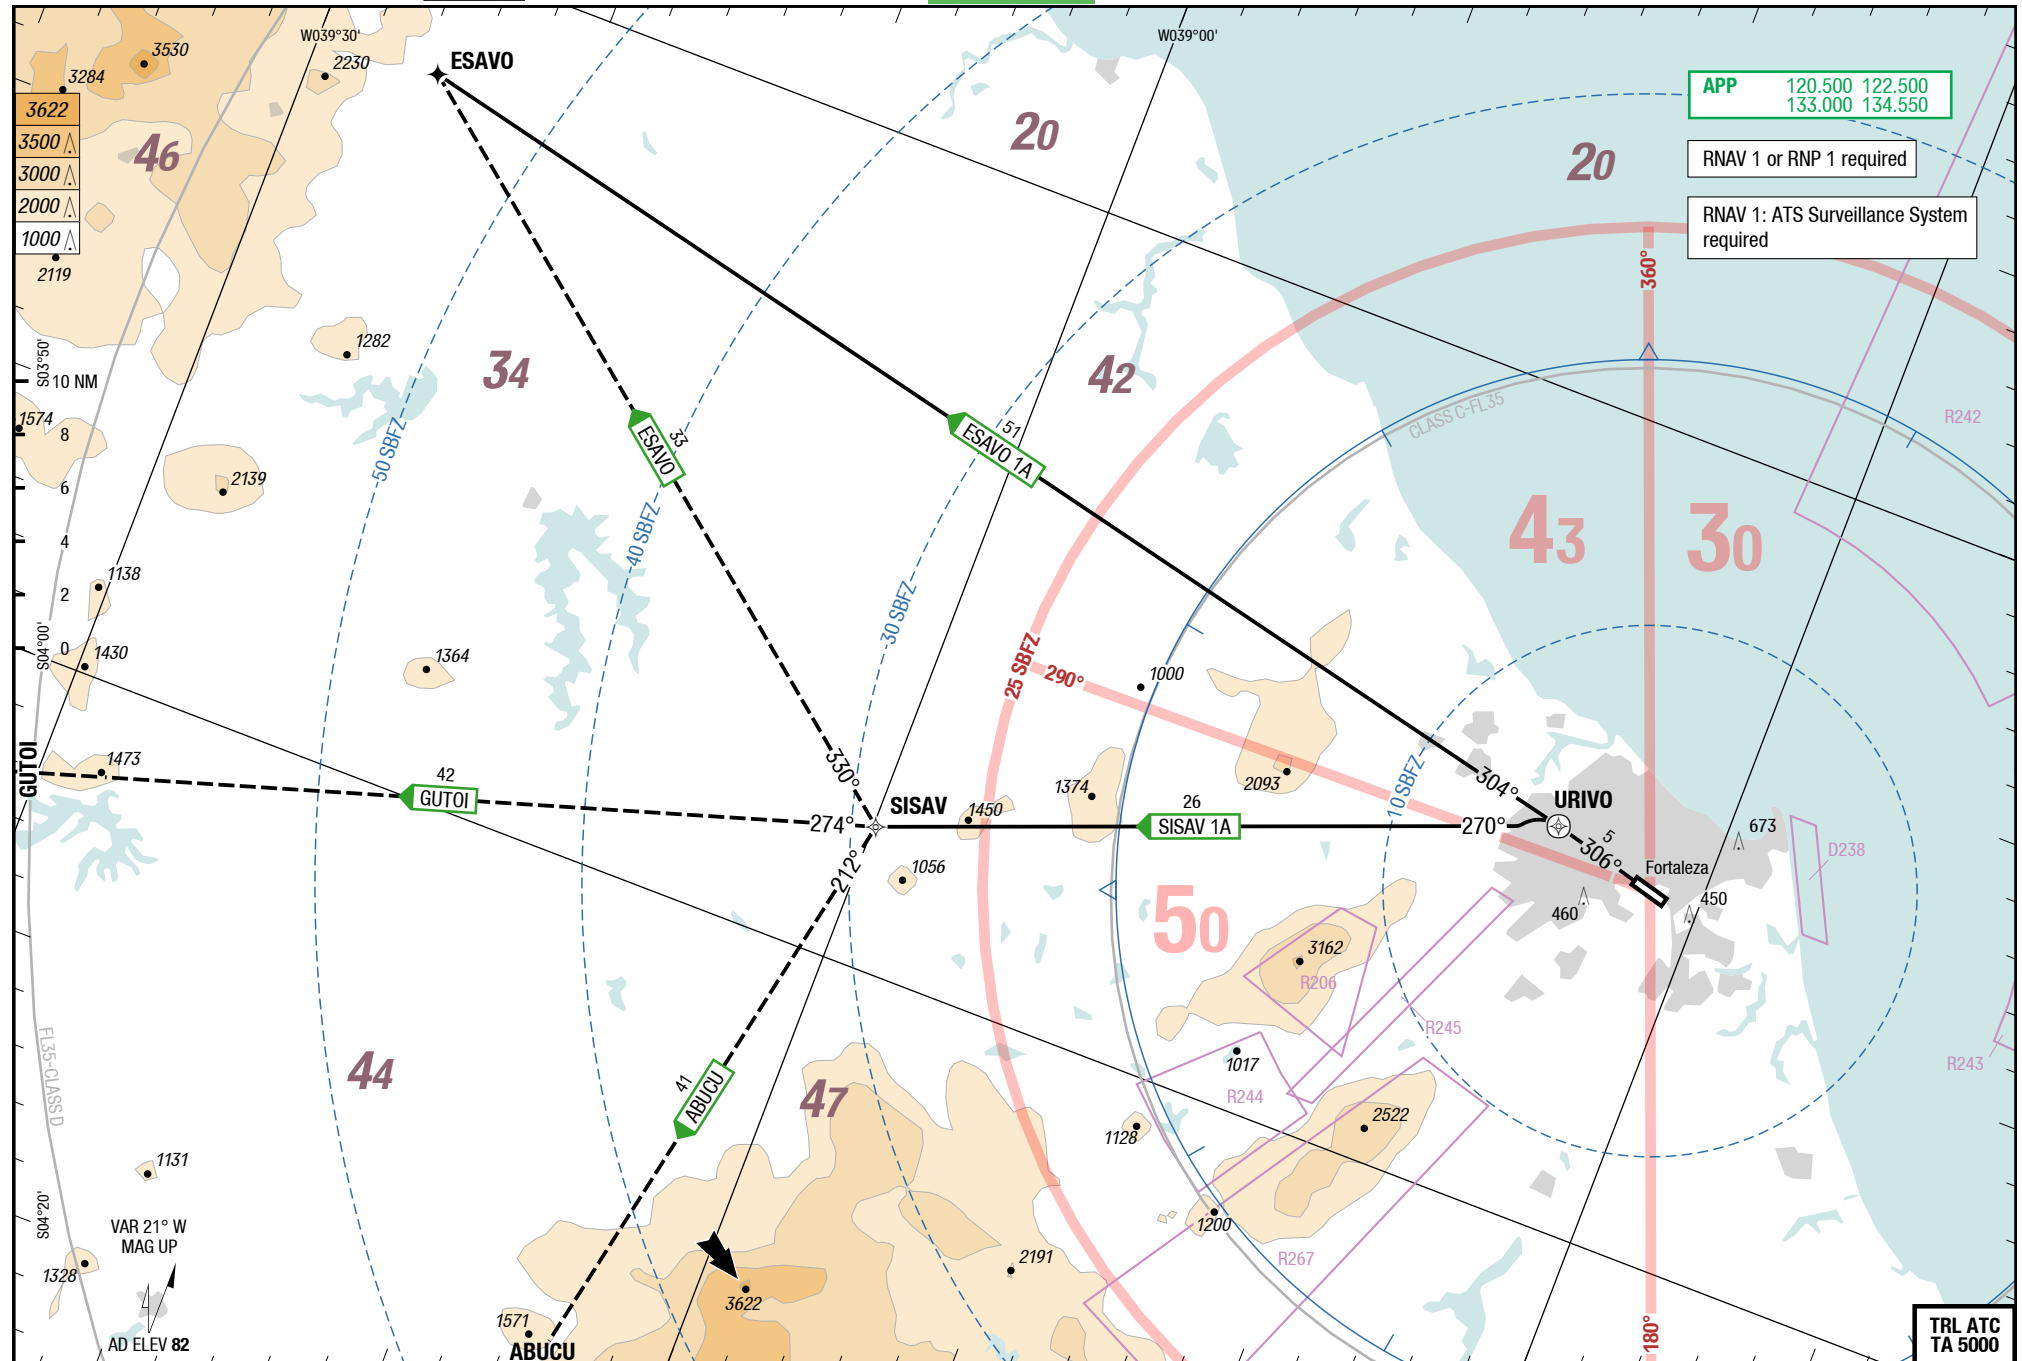 W039°30'
W039°00'
3530
3284
2230
ESAVO
3622
3500
3000
2000
1000
2119
46
20
20
APP 120.500 122.500
133.000 134.550
RNAV 1 or RNP 1 required
RNAV 1: ATS Surveillance System
required
360°
1282
34
42
S03°50'
10 NM
8
6
4
2
0
S04°00'
1574
2139
50 SBFZ
40 SBFZ
30 SBFZ
25 SBFZ
10 SBFZ
33
ESAVO
51
ESAVO 1A
CLASS C-FL35
R242
43
30
1138
1430
1364
290°
1000
2093
1374
1450
GUTOI
1473
42
GUTOI
330°
274°
212°
SISAV
26
SISAV 1A
270°
304°
URIVO
5
306°
Fortaleza
673
460
450
D238
1056
50
3162
R206
R245
1017
R244
R243
FL35-CLASS D
44
41
ABUCU
47
1128
2522
1200
R267
1131
S04°20'
VAR 21° W
MAG UP
1328
AD ELEV 82
2191
3622
1571
ABUCU
180°
TRL ATC
TA 5000